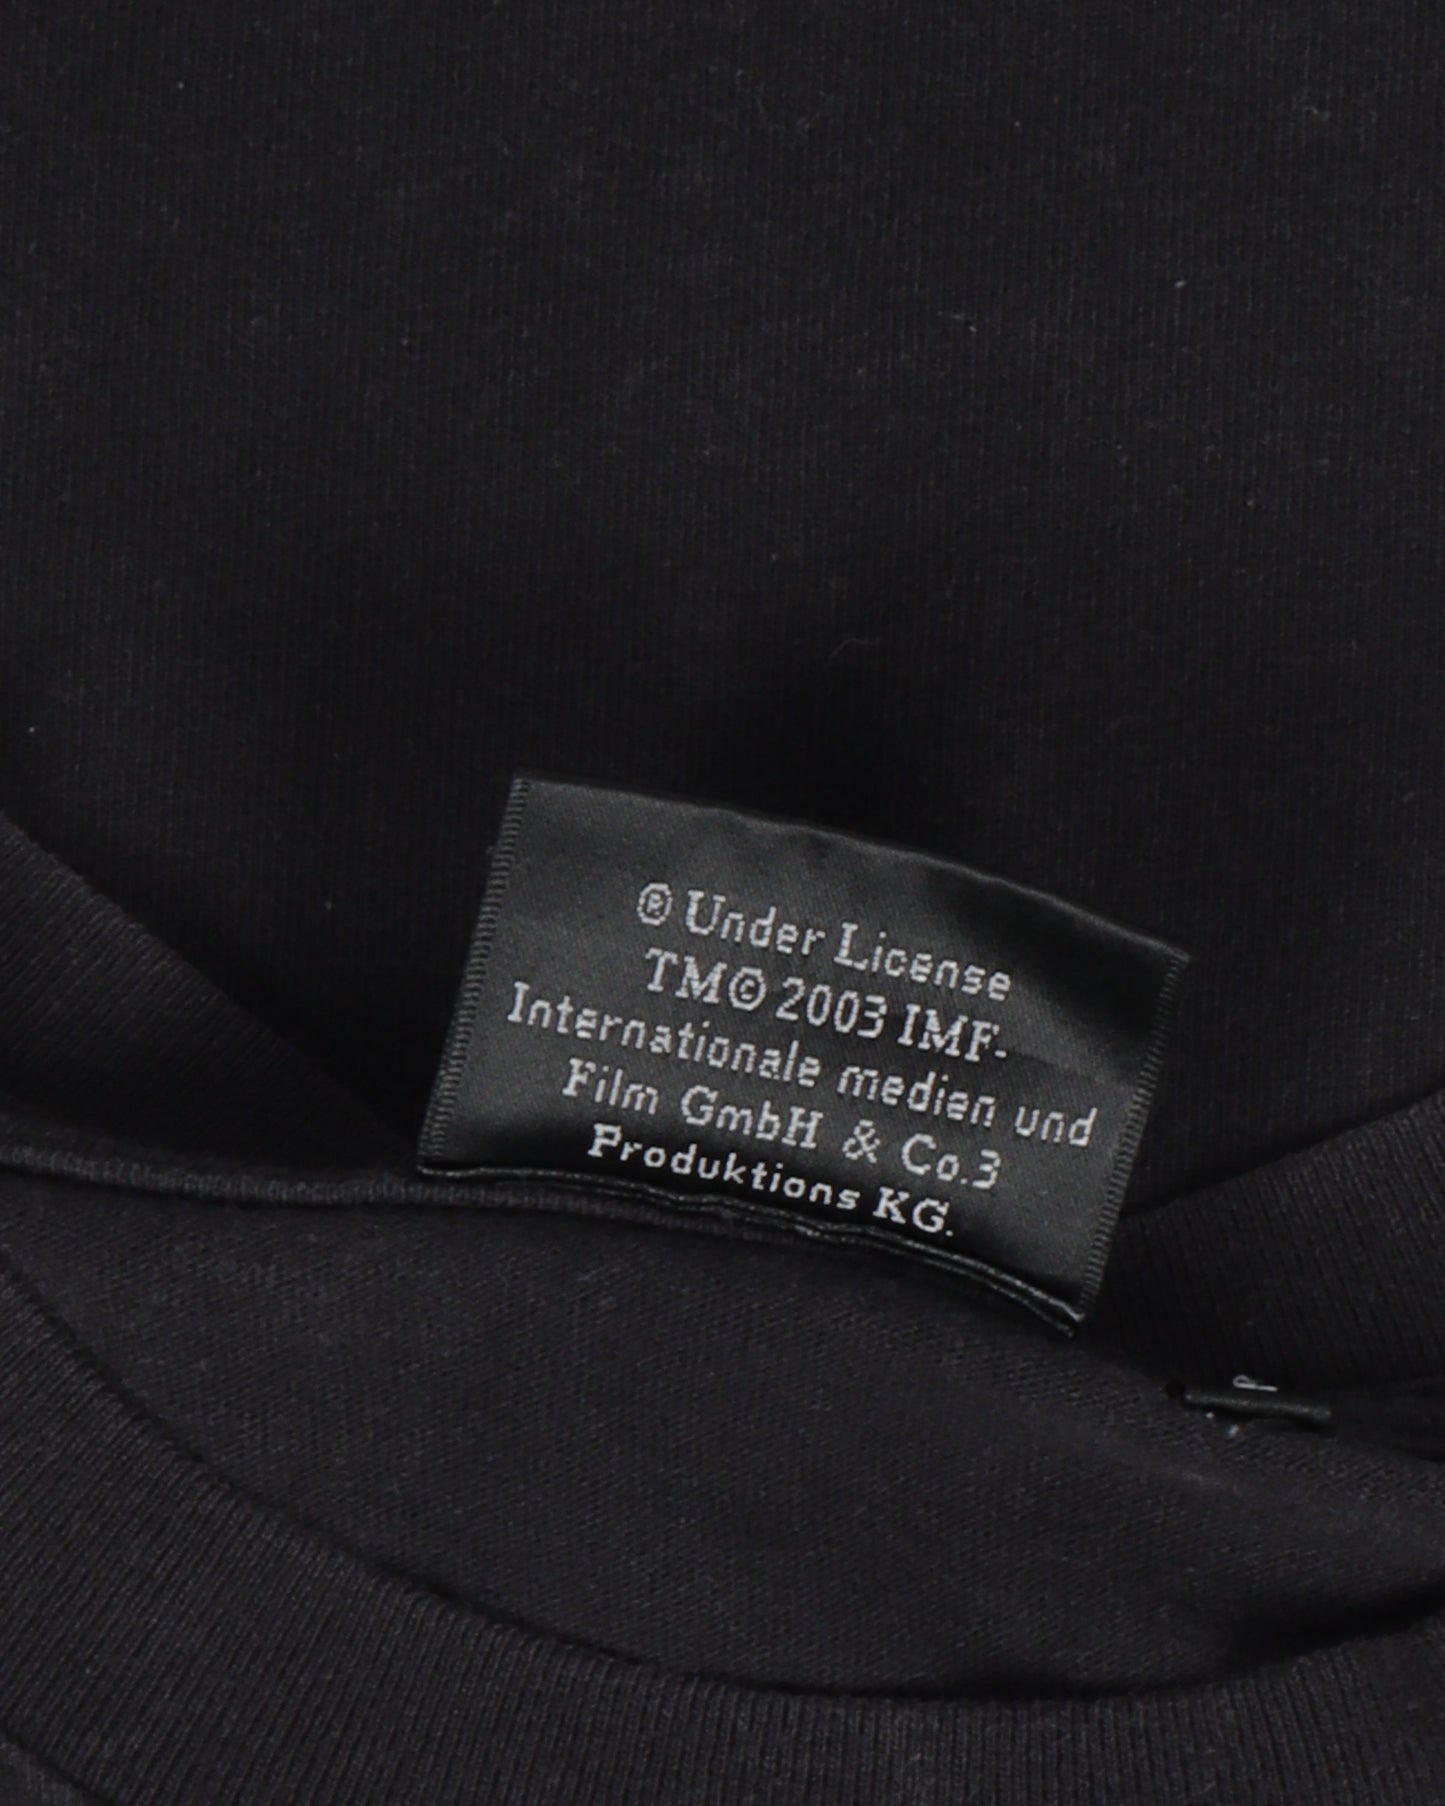 ® Under License
TM© 2003 IMF-
Internationale medien und
Film GmbH & Co.3
Produktions KG.